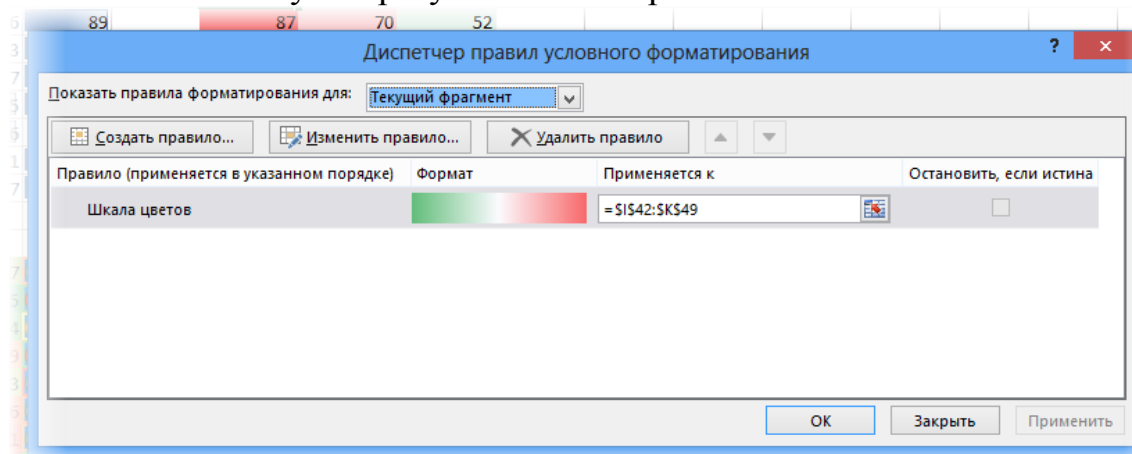 89 87 70 52
Диспетчер правил условного форматирования ? ×
Показать правила форматирования для: Текущий фрагмент
Создать правило... Изменить правило... Удалить правило
Правило (применяется в указанном порядке) Формат Применяется к Остановить, если истина
Шкала цветов =$I$42:$K$49
ОК Закрыть Применить